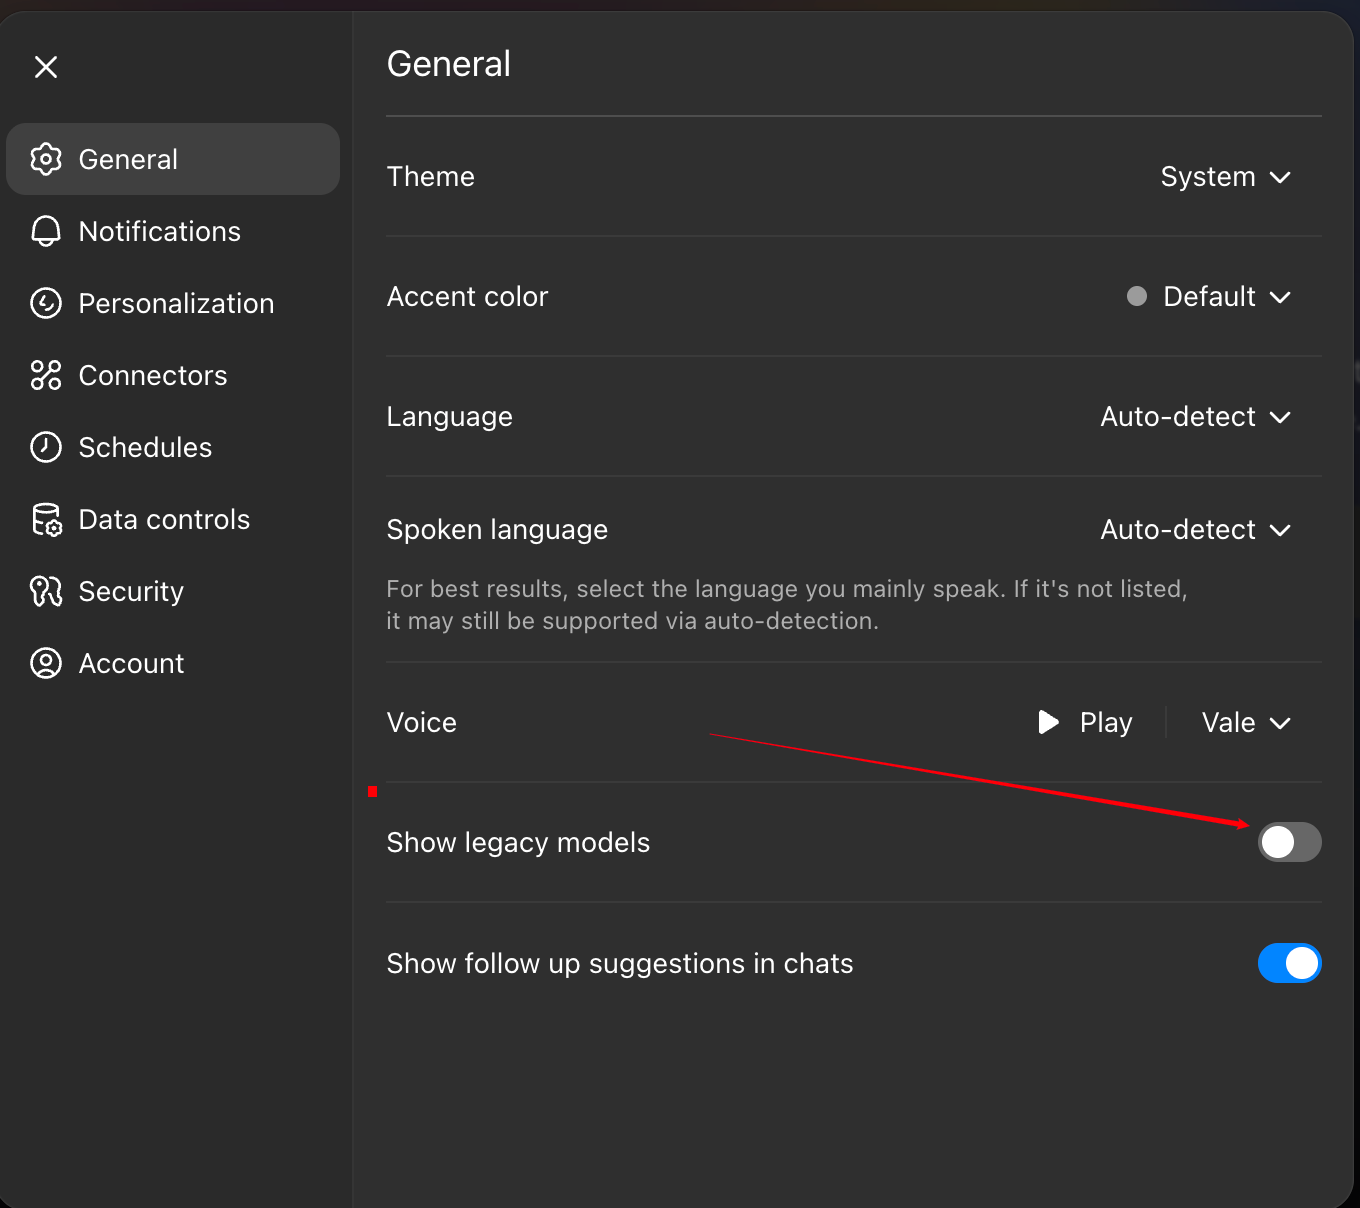 General
General
Notifications
Personalization
Connectors
Schedules
Data controls
Security
Account
Theme
System
Accent color
Default
Language
Auto-detect
Spoken language
Auto-detect
For best results, select the language you mainly speak. If it's not listed,
it may still be supported via auto-detection.
Voice
Play
Vale
Show legacy models
Show follow up suggestions in chats